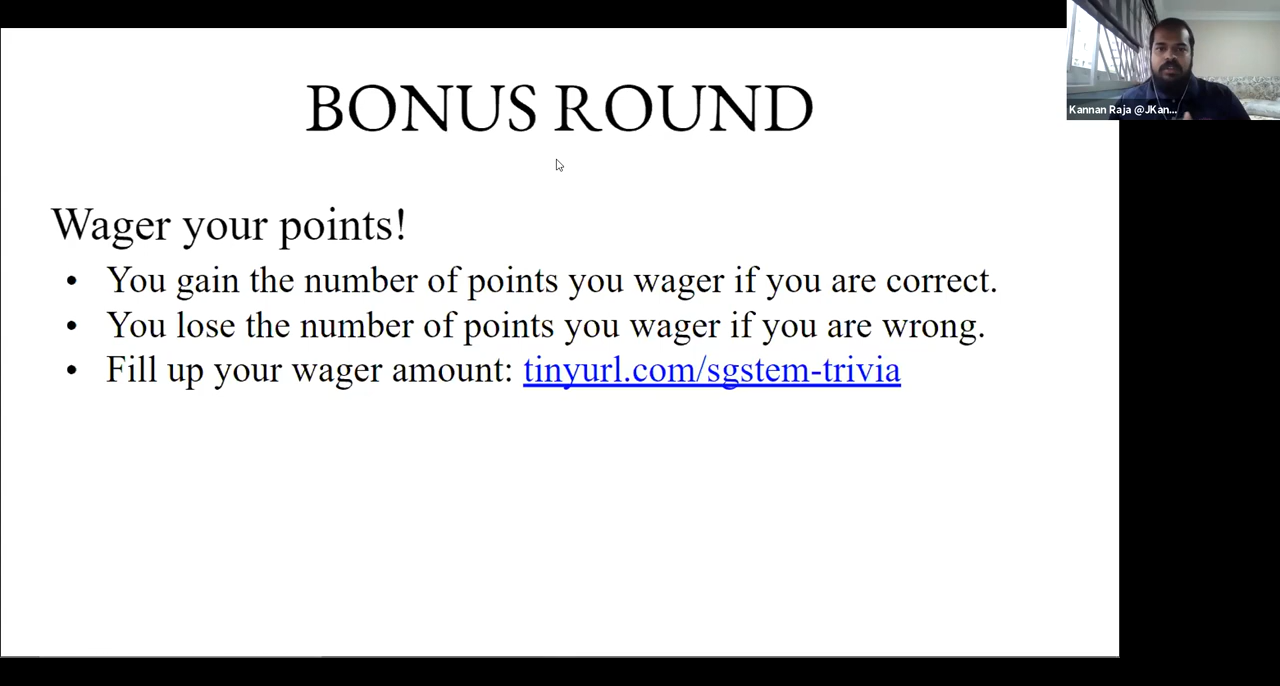 BONUS ROUND
Kannan Raja @JKan...
Wager your points!
• You gain the number of points you wager if you are correct.
• You lose the number of points you wager if you are wrong.
• Fill up your wager amount: tinyurl.com/sgstem-trivia